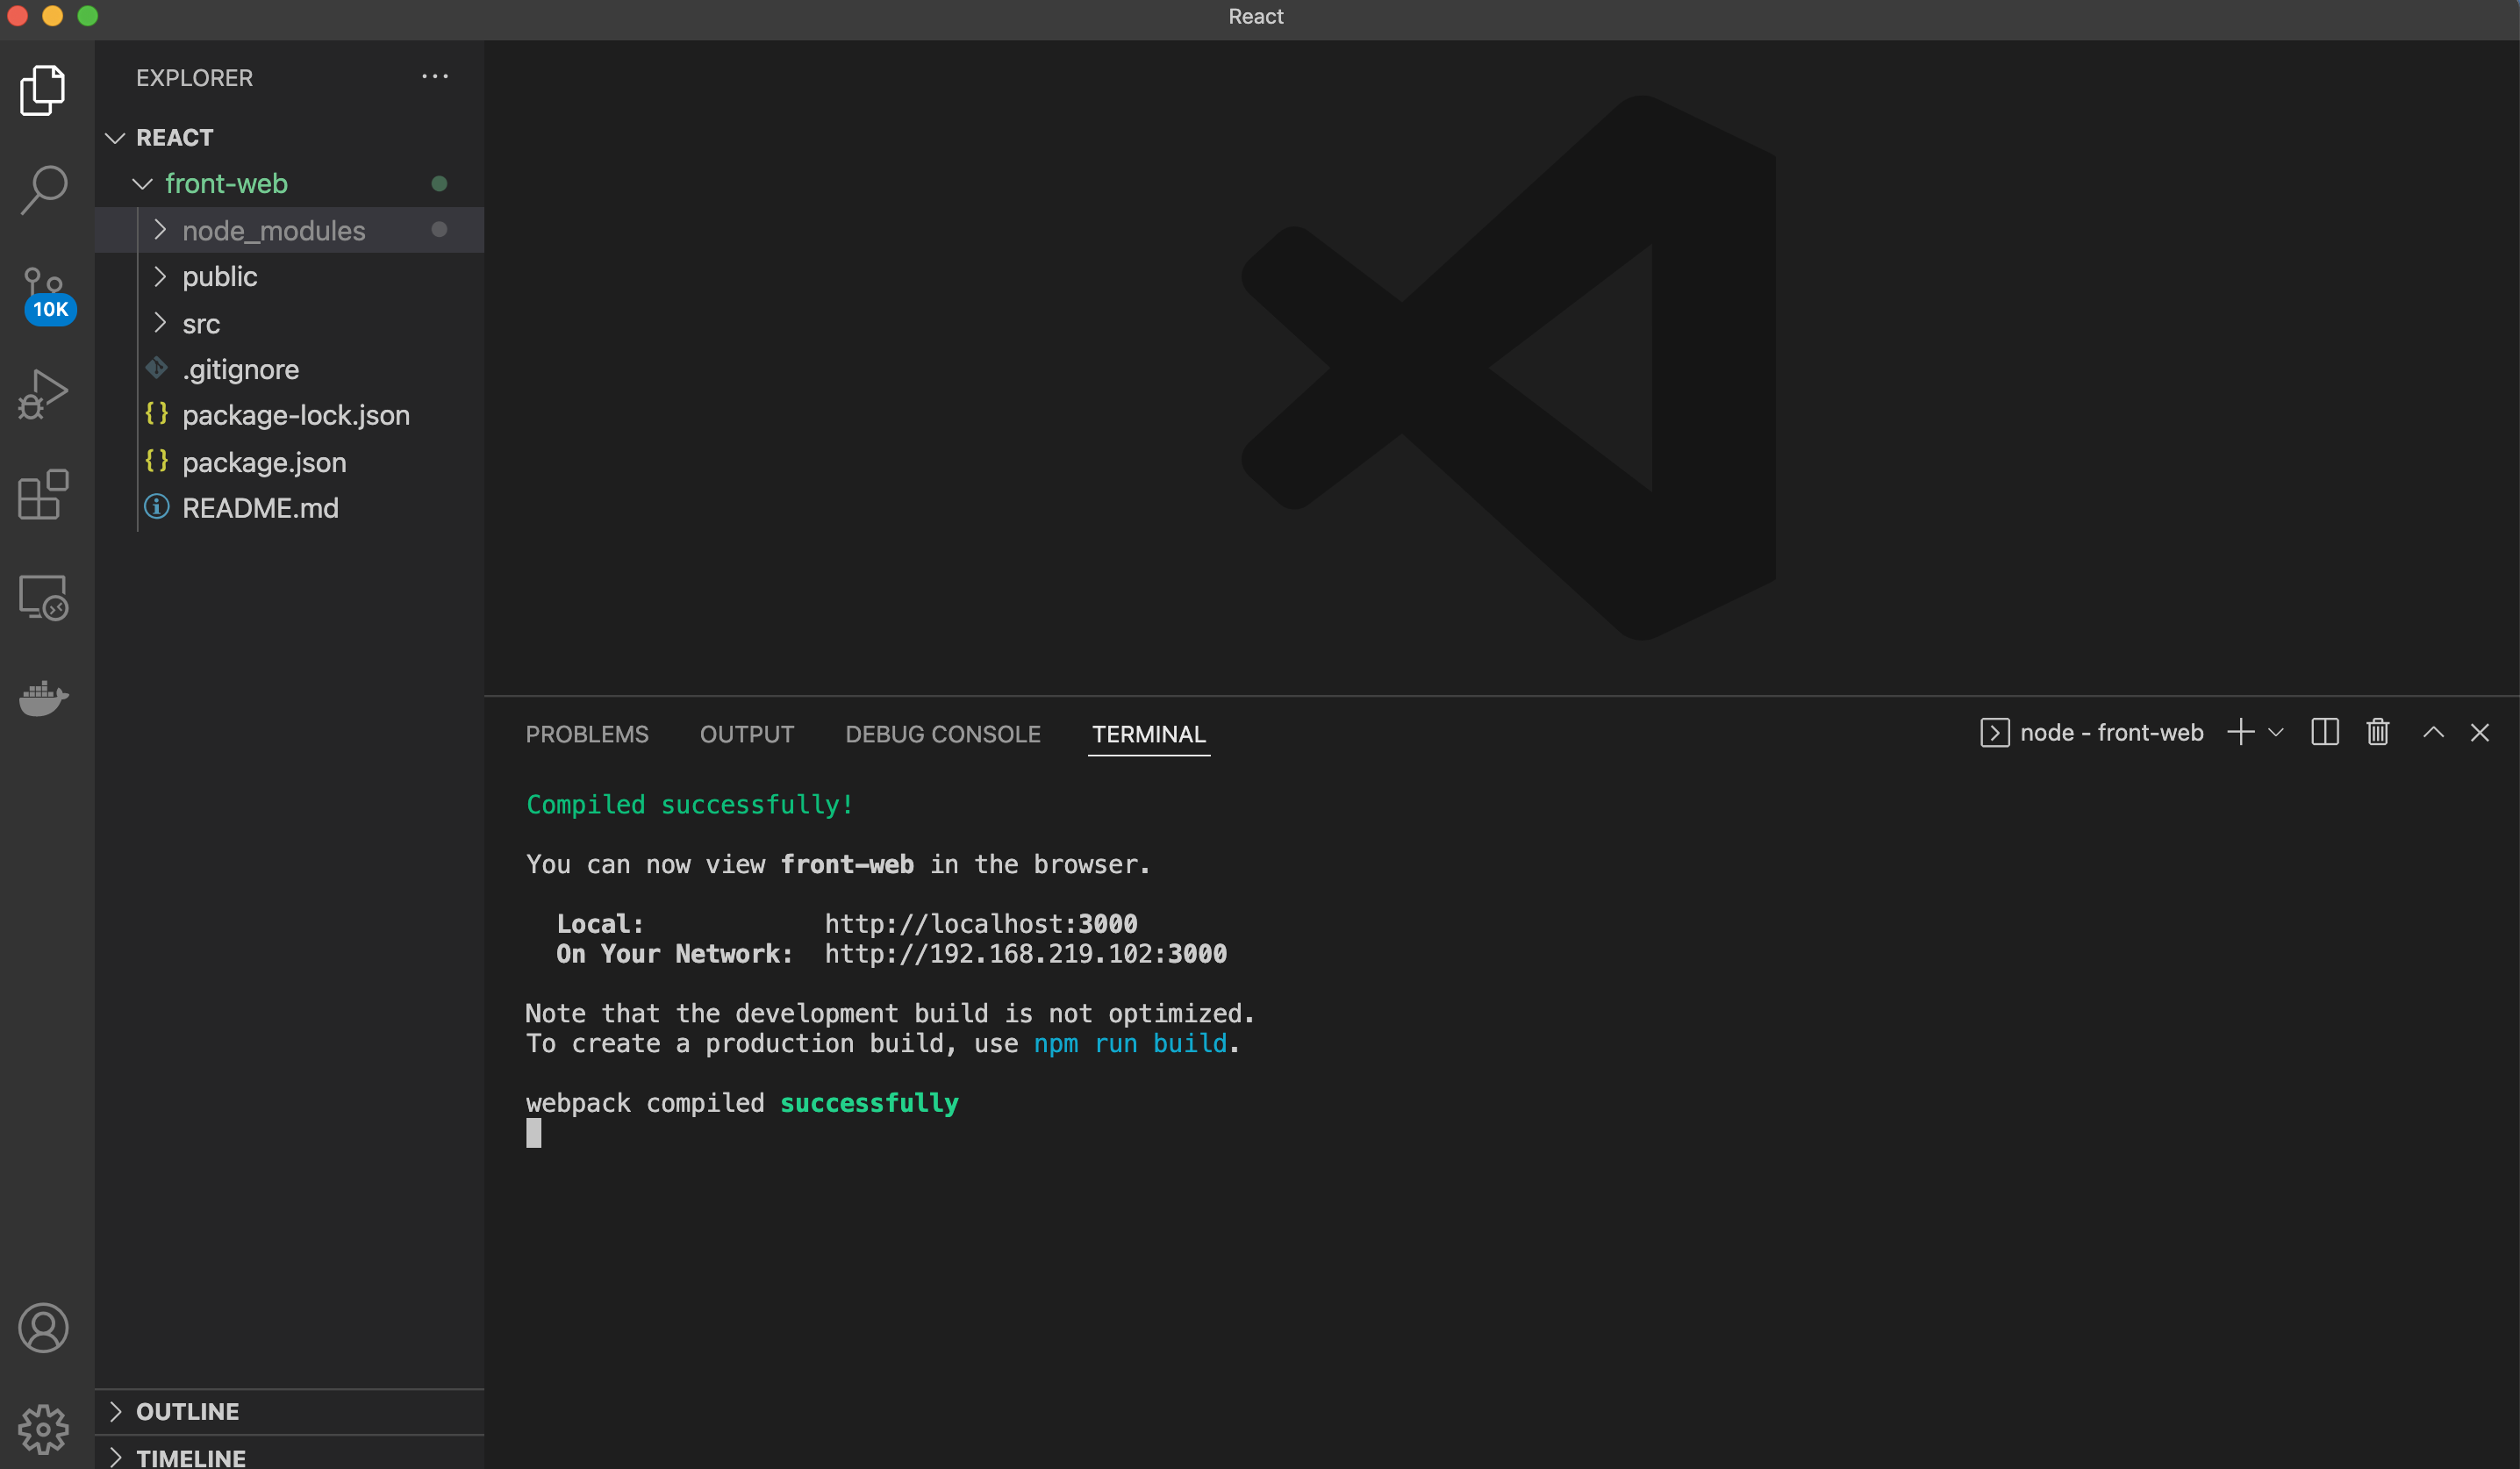 React
EXPLORER
REACT
front-web
node_modules
public
src
10K
.gitignore
package-lock.json
package.json
README.md
OUTLINE
TIMELINE
PROBLEMS OUTPUT DEBUG CONSOLE TERMINAL node - front-web
Compiled successfully!
You can now view front-web in the browser.
Local: http://localhost:3000
On Your Network: http://192.168.219.102:3000
Note that the development build is not optimized.
To create a production build, use npm run build.
webpack compiled successfully